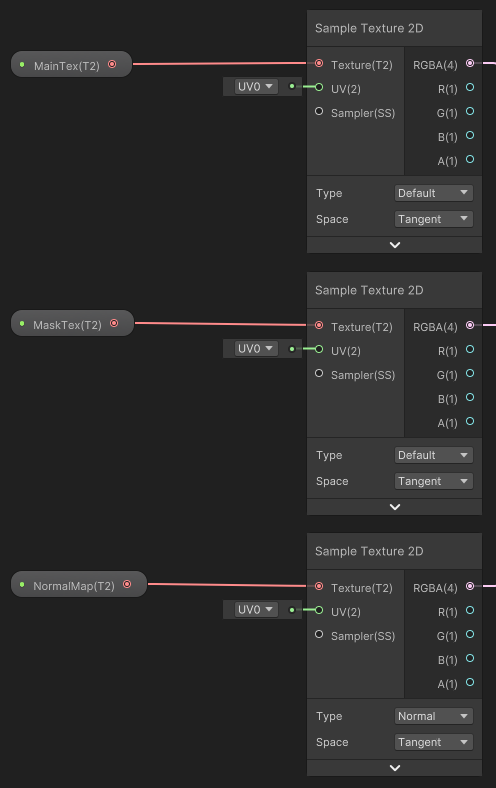 Sample Texture 2D
MainTex(T2)
Texture(T2)
RGBA(4)
UV0
UV(2)
R(1)
Sampler(SS)
G(1)
B(1)
A(1)
Type
Default
Space
Tangent
Sample Texture 2D
MaskTex(T2)
Texture(T2)
RGBA(4)
UV0
UV(2)
R(1)
Sampler(SS)
G(1)
B(1)
A(1)
Type
Default
Space
Tangent
Sample Texture 2D
NormalMap(T2)
Texture(T2)
RGBA(4)
UV0
UV(2)
R(1)
Sampler(SS)
G(1)
B(1)
A(1)
Type
Normal
Space
Tangent